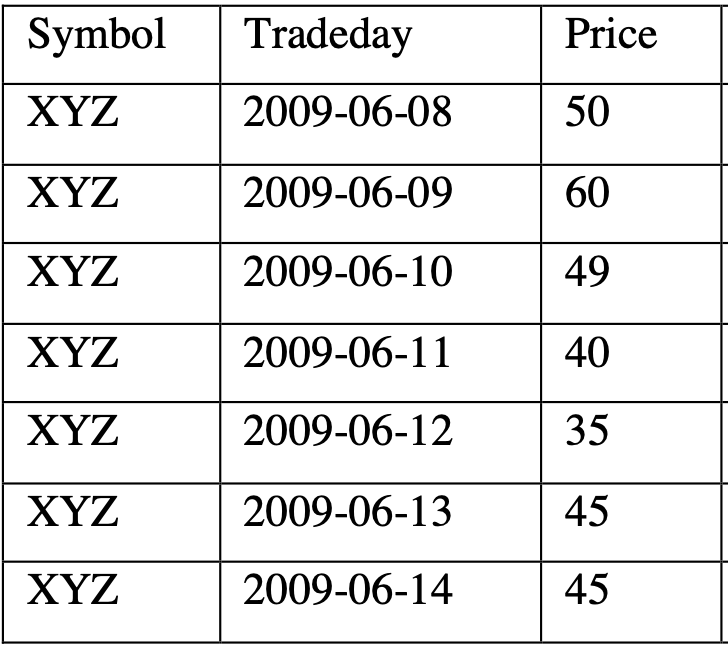 Symbol Tradeday Price
XYZ 2009-06-08 50
XYZ 2009-06-09 60
XYZ 2009-06-10 49
XYZ 2009-06-11 40
XYZ 2009-06-12 35
XYZ 2009-06-13 45
XYZ 2009-06-14 45